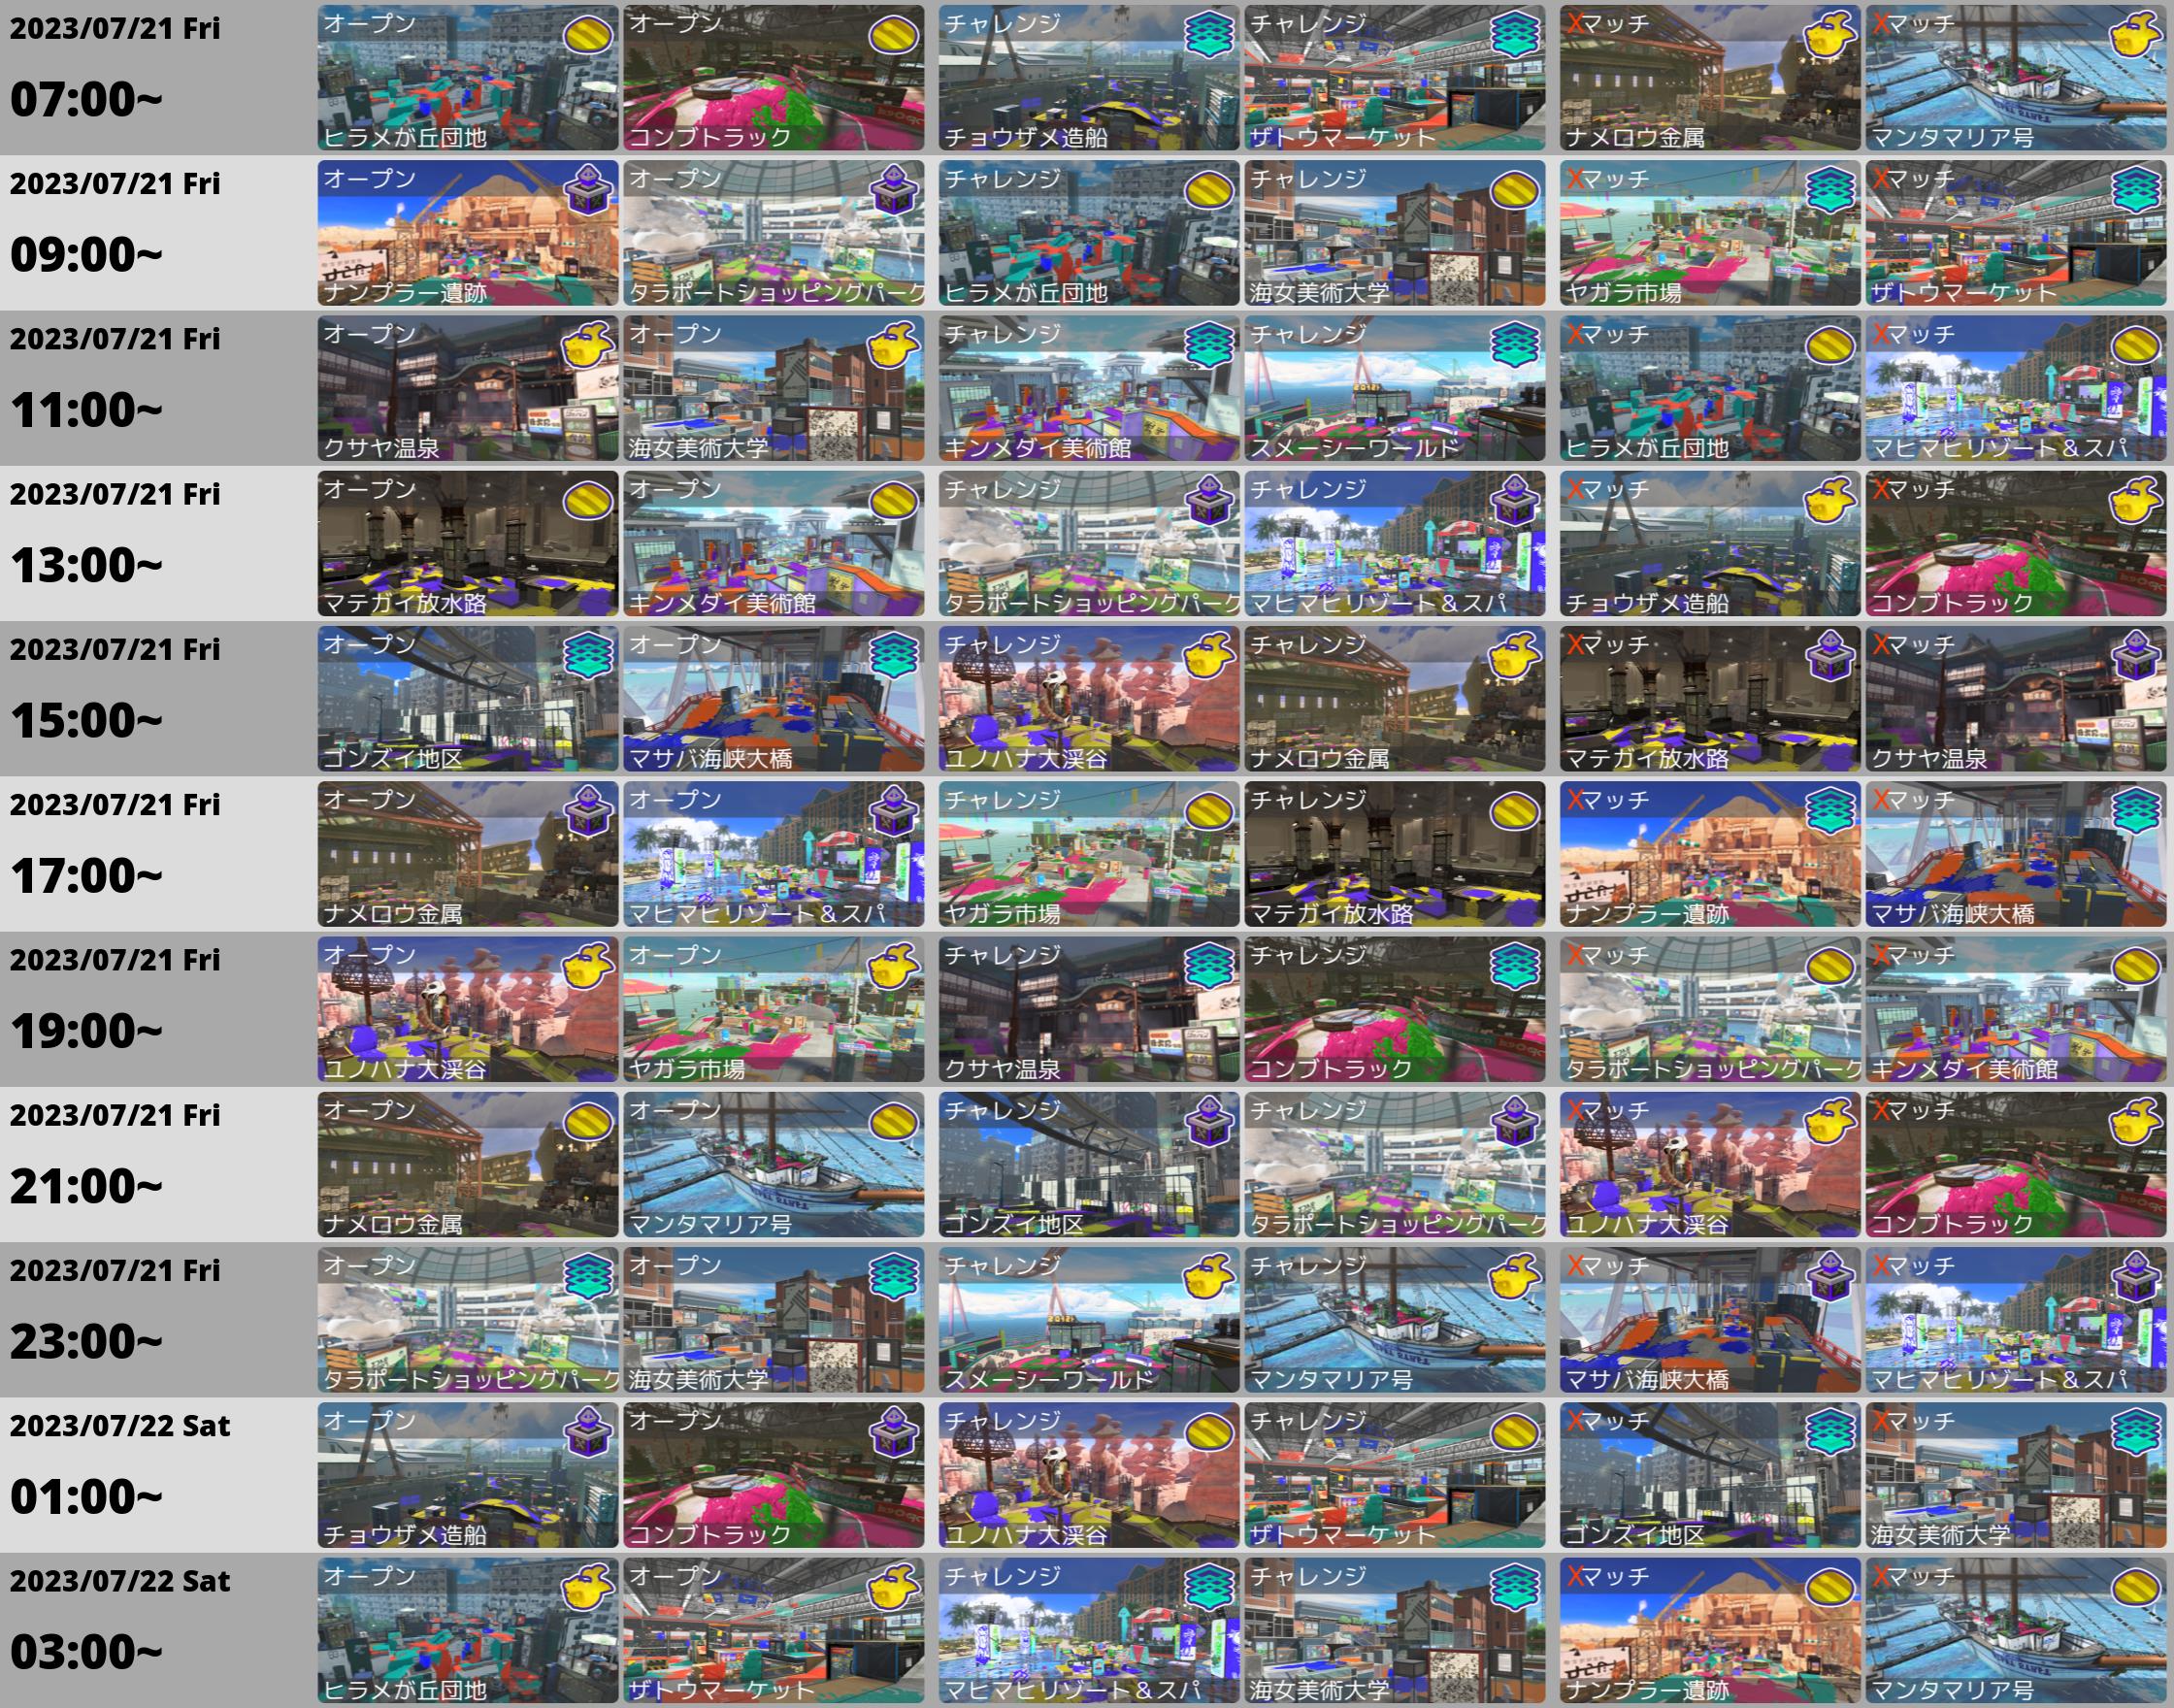 2023/07/21 Fri
07:00~
オープン オープン チャレンジ チャレンジ Xマッチ Xマッチ
ヒラメが丘団地 コンブトラック チョウザメ造船 ザトウマーケット ナメロウ金属 マンタマリア号
2023/07/21 Fri
09:00~
オープン オープン チャレンジ チャレンジ Xマッチ Xマッチ
ナンプラー遺跡 タラポートショッピングパーク ヒラメが丘団地 海女美術大学 ヤガラ市場 ザトウマーケット
2023/07/21 Fri
11:00~
オープン オープン チャレンジ チャレンジ Xマッチ Xマッチ
クサヤ温泉 海女美術大学 キンメダイ美術館 スメーシーワールド ヒラメが丘団地 マヒマヒリゾート&スパ
2023/07/21 Fri
13:00~
オープン オープン チャレンジ チャレンジ Xマッチ Xマッチ
マテガイ放水路 キンメダイ美術館 タラポートショッピングパーク マヒマヒリゾート&スパ チョウザメ造船 コンブトラック
2023/07/21 Fri
15:00~
オープン オープン チャレンジ チャレンジ Xマッチ Xマッチ
ゴンズイ地区 マサバ海峡大橋 ユノハナ大渓谷 ナメロウ金属 マテガイ放水路 クサヤ温泉
2023/07/21 Fri
17:00~
オープン オープン チャレンジ チャレンジ Xマッチ Xマッチ
ナメロウ金属 マヒマヒリゾート&スパ ヤガラ市場 マテガイ放水路 ナンプラー遺跡 マサバ海峡大橋
2023/07/21 Fri
19:00~
オープン オープン チャレンジ チャレンジ Xマッチ Xマッチ
ユノハナ大渓谷 ヤガラ市場 クサヤ温泉 コンブトラック タラポートショッピングパーク キンメダイ美術館
2023/07/21 Fri
21:00~
オープン オープン チャレンジ チャレンジ Xマッチ Xマッチ
ナメロウ金属 マンタマリア号 ゴンズイ地区 タラポートショッピングパーク ユノハナ大渓谷 コンブトラック
2023/07/21 Fri
23:00~
オープン オープン チャレンジ チャレンジ Xマッチ Xマッチ
タラポートショッピングパーク 海女美術大学 スメーシーワールド マンタマリア号 マサバ海峡大橋 マヒマヒリゾート&スパ
2023/07/22 Sat
01:00~
オープン オープン チャレンジ チャレンジ Xマッチ Xマッチ
チョウザメ造船 コンブトラック ユノハナ大渓谷 ザトウマーケット ゴンズイ地区 海女美術大学
2023/07/22 Sat
03:00~
オープン オープン チャレンジ チャレンジ Xマッチ Xマッチ
ヒラメが丘団地 ザトウマーケット マヒマヒリゾート&スパ 海女美術大学 ナンプラー遺跡 マンタマリア号